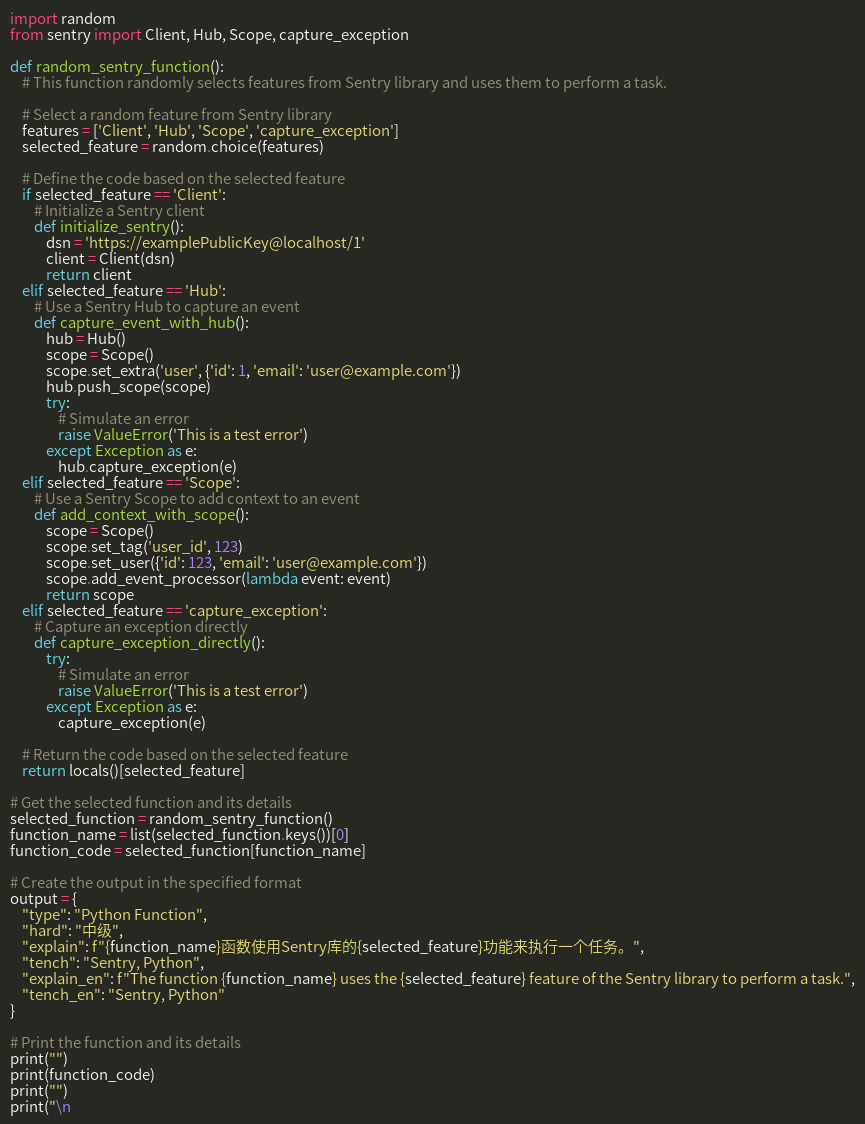 import random
from sentry import Client, Hub, Scope, capture_exception

def random_sentry_function():
    # This function randomly selects features from Sentry library and uses them to perform a task.

    # Select a random feature from Sentry library
    features = ['Client', 'Hub', 'Scope', 'capture_exception']
    selected_feature = random.choice(features)

    # Define the code based on the selected feature
    if selected_feature == 'Client':
        # Initialize a Sentry client
        def initialize_sentry():
            dsn = 'https://examplePublicKey@localhost/1'
            client = Client(dsn)
            return client
    elif selected_feature == 'Hub':
        # Use a Sentry Hub to capture an event
        def capture_event_with_hub():
            hub = Hub()
            scope = Scope()
            scope.set_extra('user', {'id': 1, 'email': 'user@example.com'})
            hub.push_scope(scope)
            try:
                # Simulate an error
                raise ValueError('This is a test error')
            except Exception as e:
                hub.capture_exception(e)
    elif selected_feature == 'Scope':
        # Use a Sentry Scope to add context to an event
        def add_context_with_scope():
            scope = Scope()
            scope.set_tag('user_id', 123)
            scope.set_user({'id': 123, 'email': 'user@example.com'})
            scope.add_event_processor(lambda event: event)
            return scope
    elif selected_feature == 'capture_exception':
        # Capture an exception directly
        def capture_exception_directly():
            try:
                # Simulate an error
                raise ValueError('This is a test error')
            except Exception as e:
                capture_exception(e)

    # Return the code based on the selected feature
    return locals()[selected_feature]

# Get the selected function and its details
selected_function = random_sentry_function()
function_name = list(selected_function.keys())[0]
function_code = selected_function[function_name]

# Create the output in the specified format
output = {
    "type": "Python Function",
    "hard": "中级",
    "explain": f"{function_name}函数使用Sentry库的{selected_feature}功能来执行一个任务。",
    "tench": "Sentry, Python",
    "explain_en": f"The function {function_name} uses the {selected_feature} feature of the Sentry library to perform a task.",
    "tench_en": "Sentry, Python"
}

# Print the function and its details
print("")
print(function_code)
print("")
print("\n